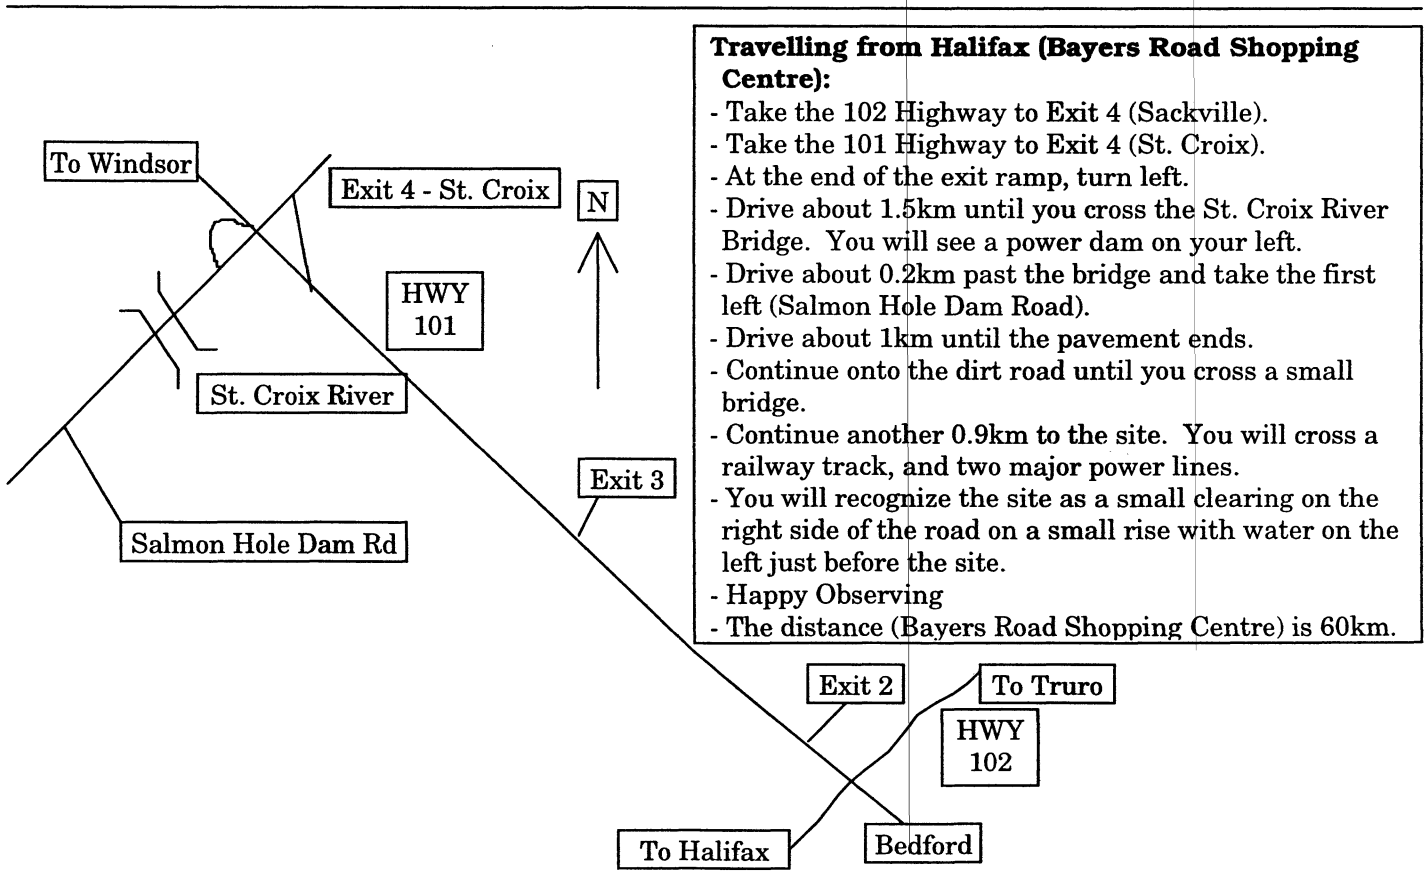 Travelling from Halifax (Bayers Road Shopping
Centre):
- Take the 102 Highway to Exit 4 (Sackville).
- Take the 101 Highway to Exit 4 (St. Croix).
- At the end of the exit ramp, turn left.
- Drive about 1.5km until you cross the St. Croix River
Bridge. You will see a power dam on your left.
- Drive about 0.2km past the bridge and take the first
left (Salmon Hole Dam Road).
- Drive about 1km until the pavement ends.
- Continue onto the dirt road until you cross a small
bridge.
- Continue another 0.9km to the site. You will cross a
railway track, and two major power lines.
- You will recognize the site as a small clearing on the
right side of the road on a small rise with water on the
left just before the site.
- Happy Observing
- The distance (Bayers Road Shopping Centre) is 60km.
To Windsor
Exit 4 - St. Croix
N
HWY
101
St. Croix River
Exit 3
Salmon Hole Dam Rd
Exit 2
To Truro
HWY
102
To Halifax
Bedford